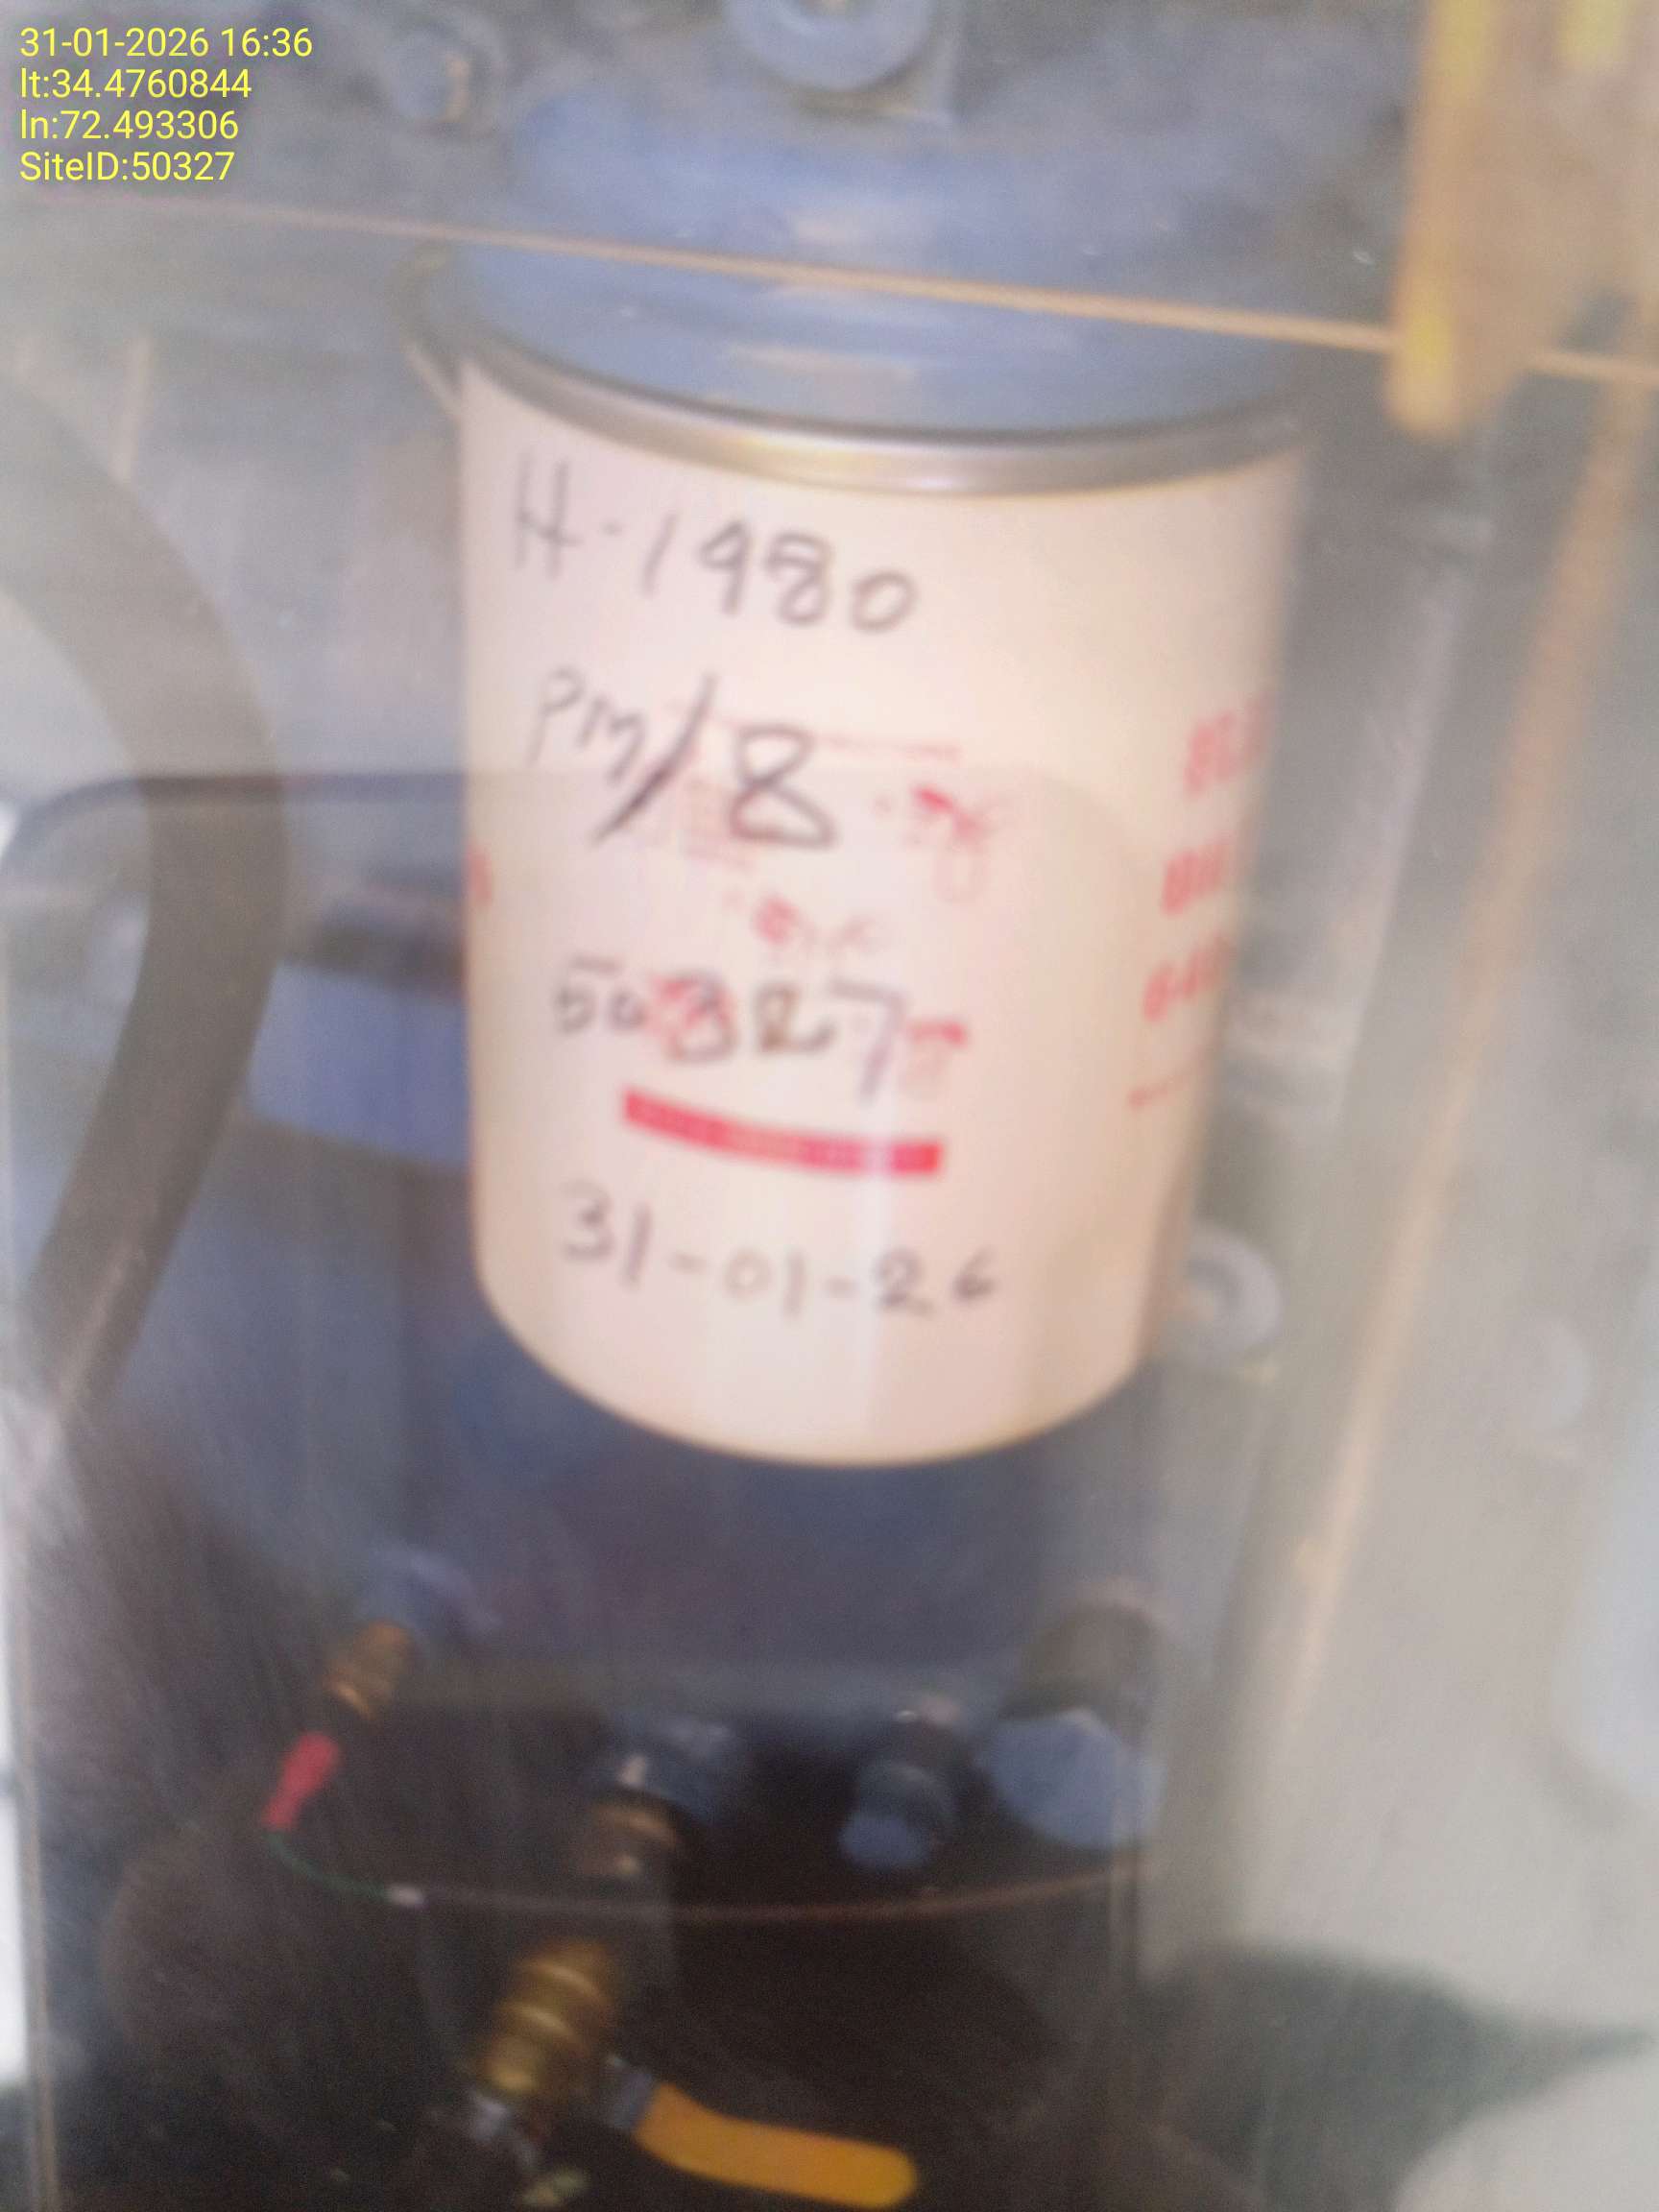 31-01-2026 16:36
lt:34.4760844
ln:72.493306
SiteID:50327
H-1980
PM/8
50327
31-01-26